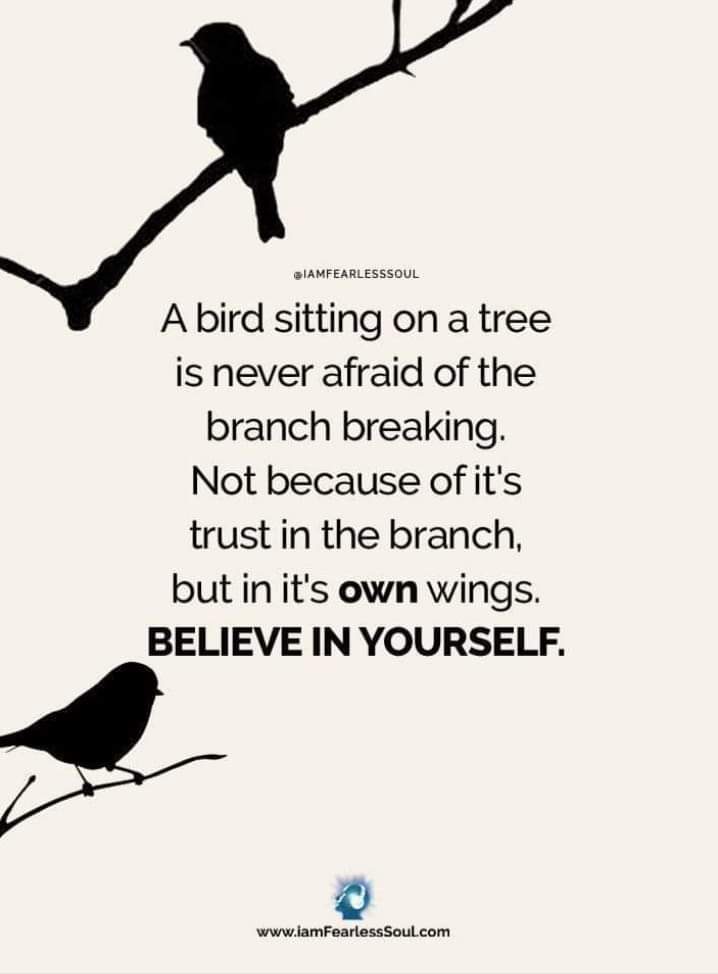 @IAMFEARLESSSOUL
A bird sitting on a tree
is never afraid of the
branch breaking.
Not because of it's
trust in the branch,
but in it's own wings.
BELIEVE IN YOURSELF.
www.iamFearlessSoul.com